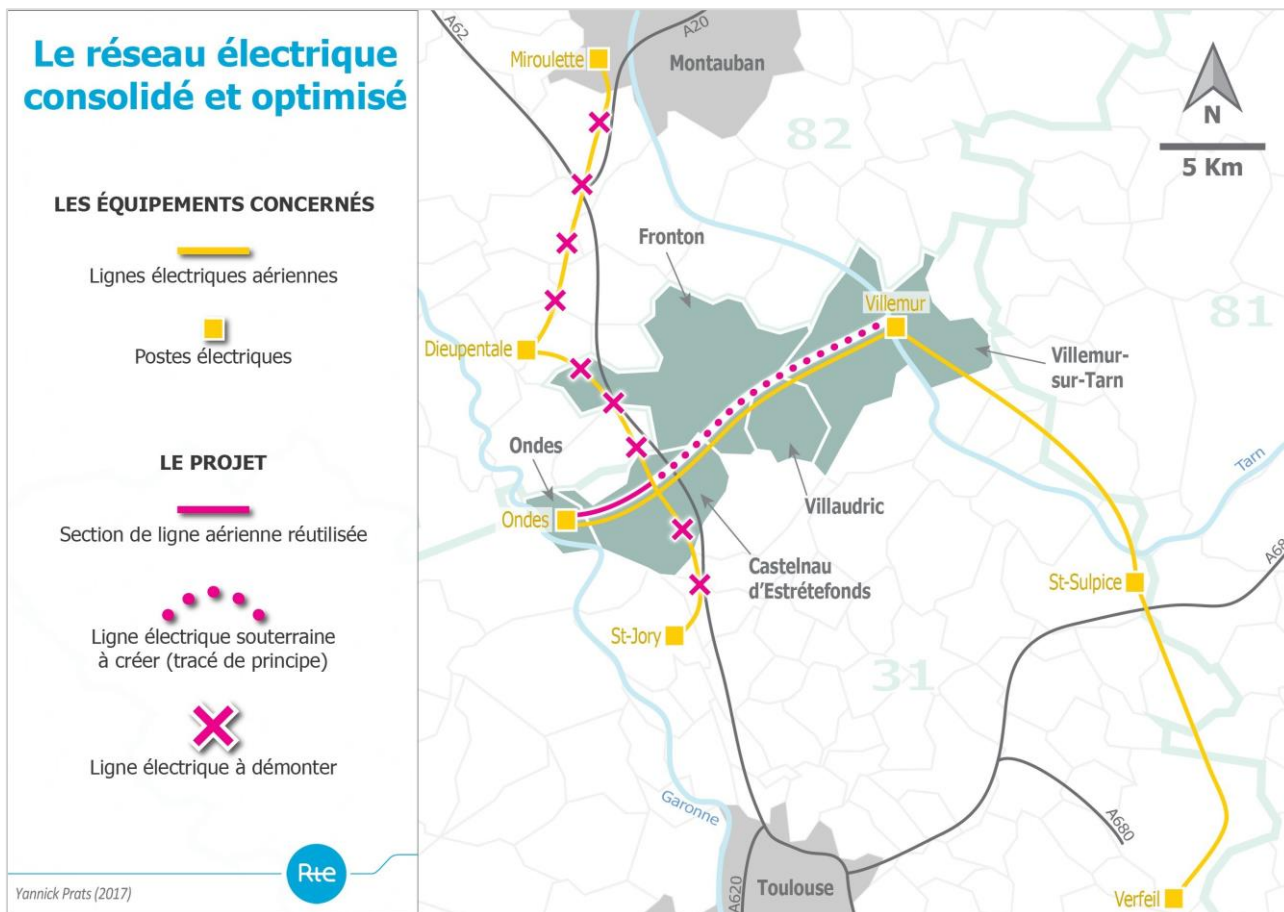 Le réseau électrique
consolidé et optimisé
LES ÉQUIPEMENTS CONCERNÉS
Lignes électriques aériennes
Postes électriques
LE PROJET
Section de ligne aérienne réutilisée
Ligne électrique souterraine
à créer (tracé de principe)
Ligne électrique à démonter
Rte
Yannick Prats (2017)
A62
A20
Miroulette
Montauban
82
N
5 Km
Fronton
Villemur
81
Dieupentale
Villemur-
sur-Tarn
Ondes
Tarn
Villaudric
Ondes
A68
Castelnau
d'Estrétefonds
St-Sulpice
St-Jory
31
Garonne
A680
A620
Toulouse
Verfeil